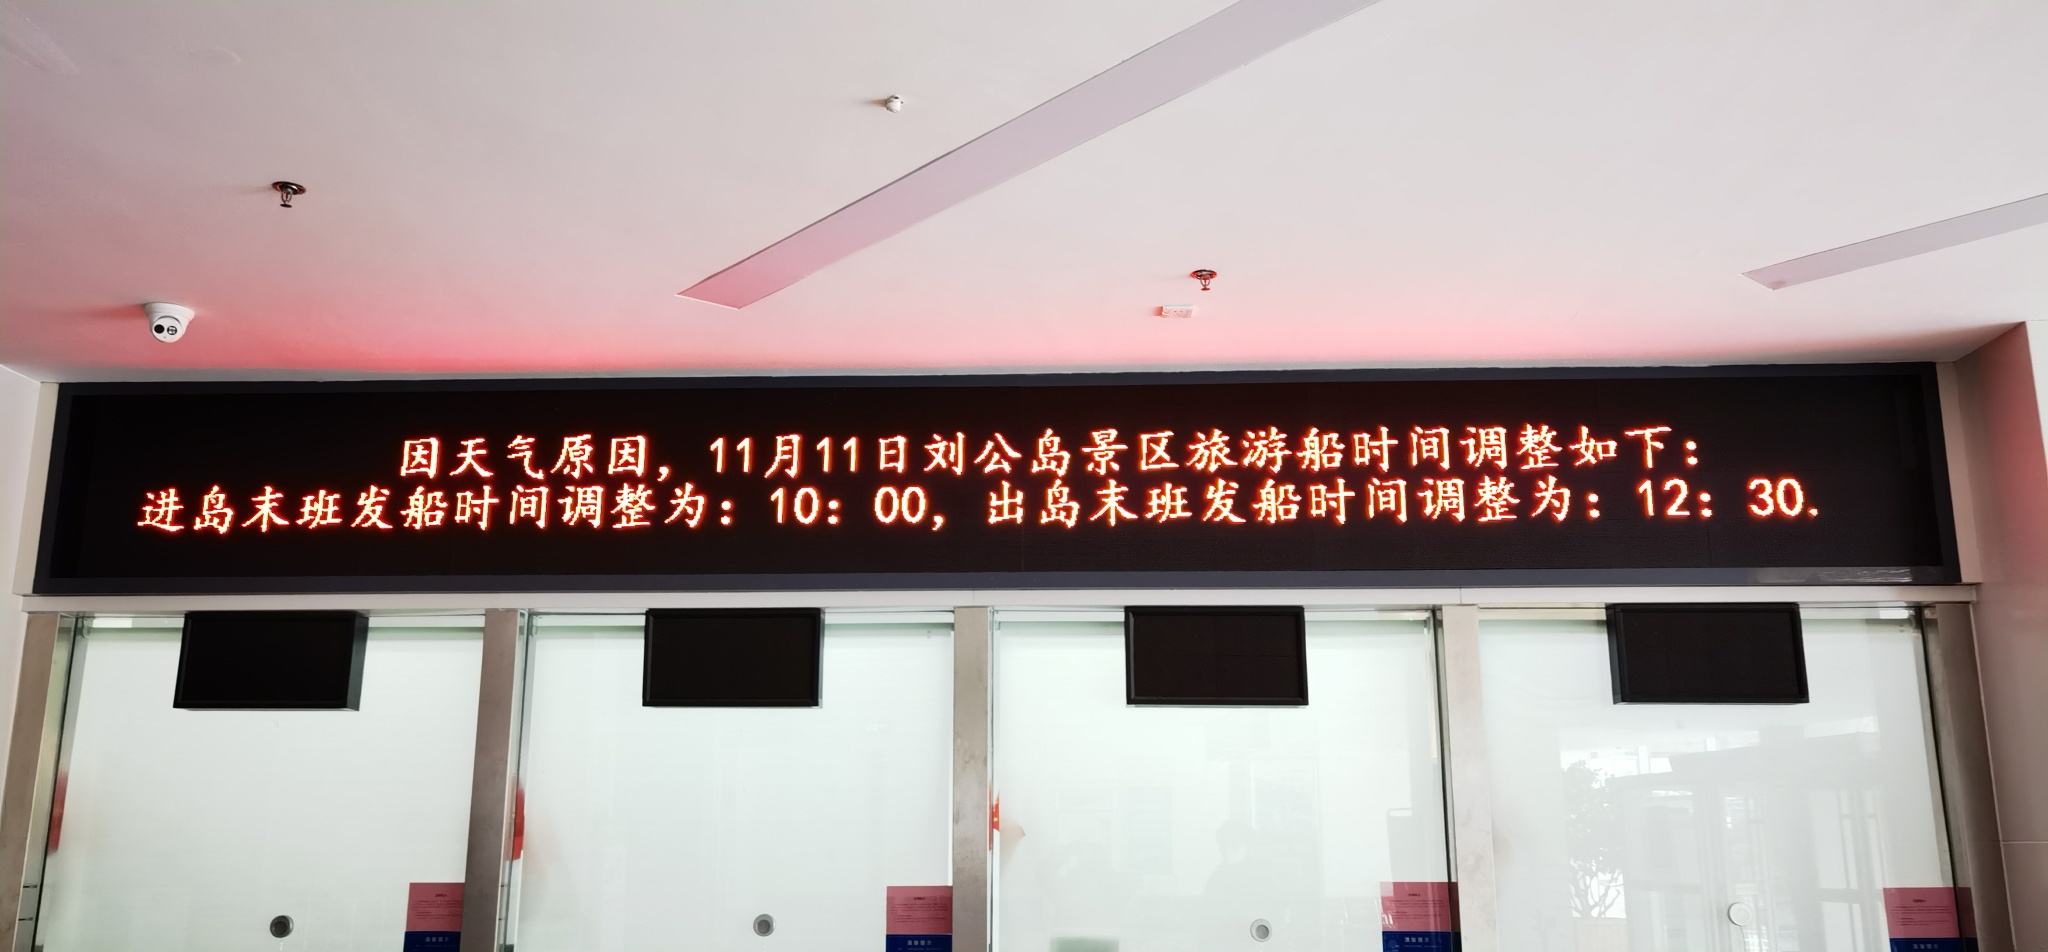 因天气原因，11月11日刘公岛景区旅游船时间调整如下：
进岛末班发船时间调整为：10：00，出岛末班发船时间调整为：12：30.